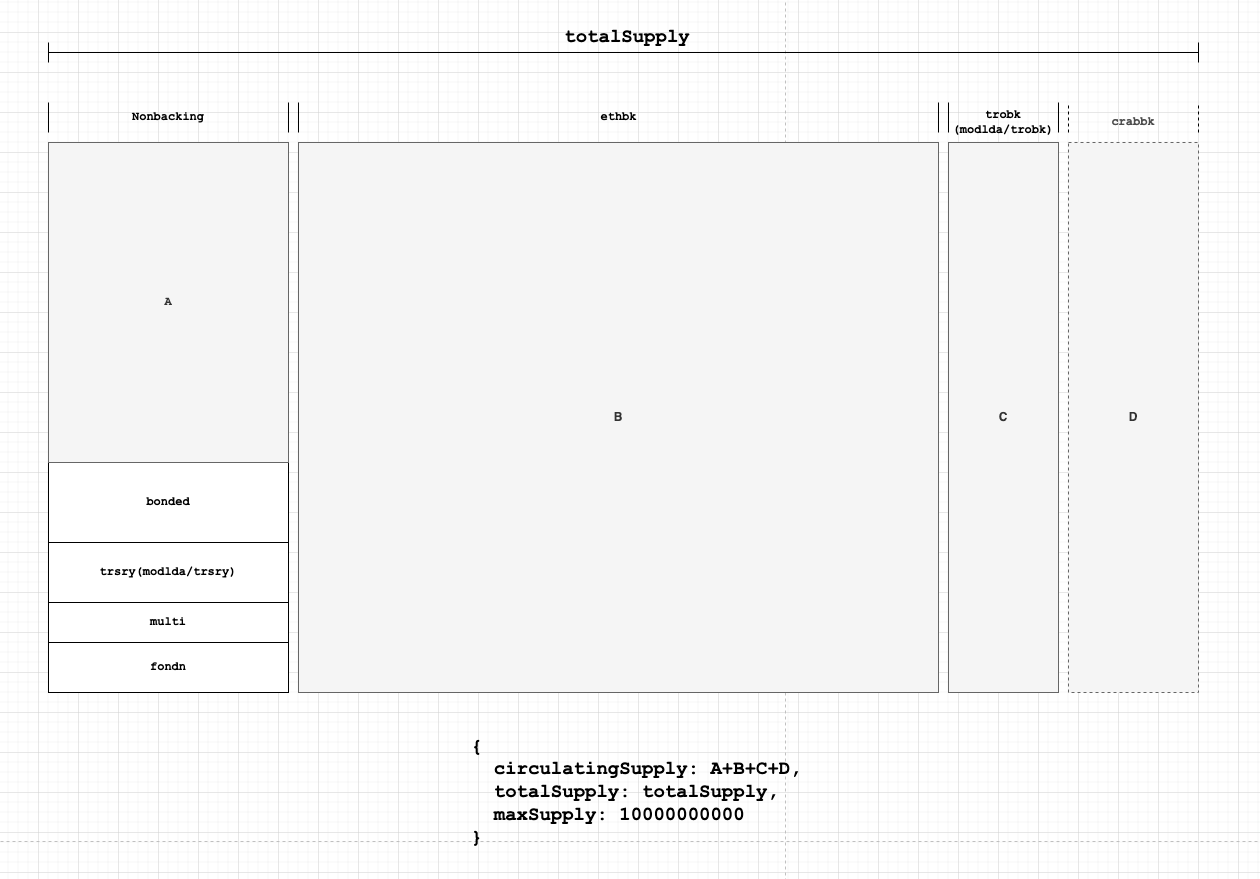 totalSupply
Nonbacking
ethbk
trobk
(modlda/trobk)
crabbk
A
B
C
D
bonded
trsry(modlda/trsry)
multi
fondn
{
circulatingSupply: A+B+C+D,
totalSupply: totalSupply,
maxSupply: 10000000000
}